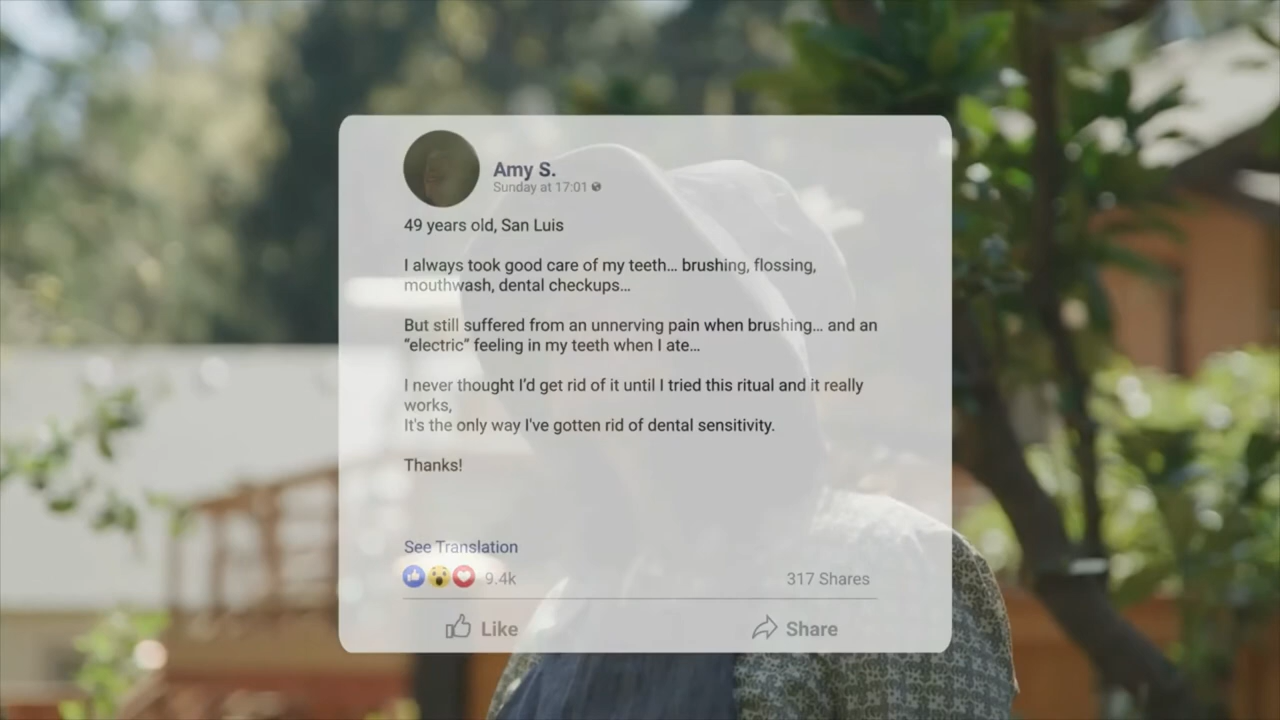 Amy S.
Sunday at 17:01
49 years old, San Luis
I always took good care of my teeth... brushing, flossing,
mouthwash, dental checkups...
But still suffered from an unnerving pain when brushing... and an
"electric" feeling in my teeth when I ate...
I never thought I'd get rid of it until I tried this ritual and it really
works,
It's the only way I've gotten rid of dental sensitivity.
Thanks!
See Translation
9.4k
317 Shares
Like
Share